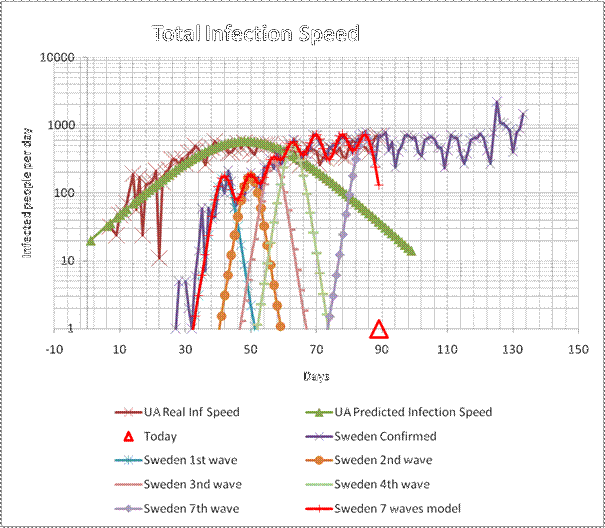 Total Infection Speed
Infected people per day
10000
1000
100
10
1
-10 10 30 50 70 90 110 130 150
Days
UA Real Inf Speed UA Predicted Infection Speed
Today Sweden Confirmed
Sweden 1st wave Sweden 2nd wave
Sweden 3nd wave Sweden 4th wave
Sweden 7th wave Sweden 7 waves model